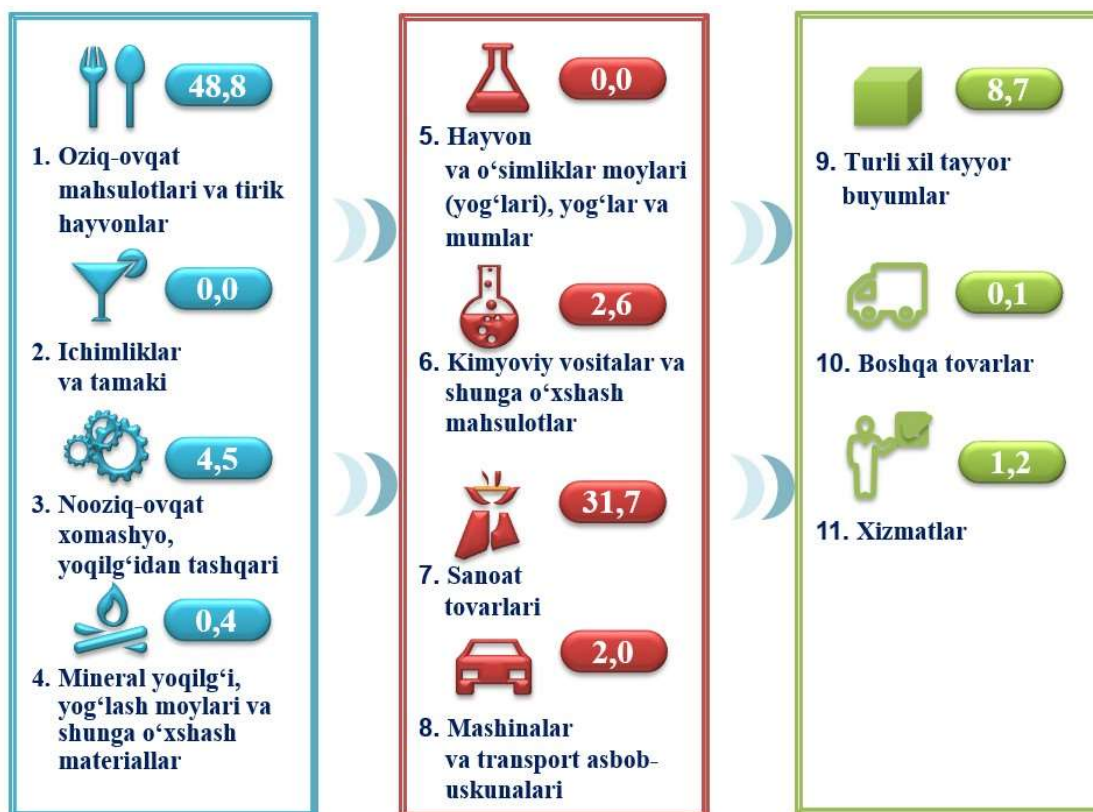 48,8
1. Oziq-ovqat
mahsulotlari va tirik
hayvonlar
0,0
2. Ichimliklar
va tamaki
4,5
3. Nooziq-ovqat
xomashyo,
yoqilg‘idan tashqari
0,4
4. Mineral yoqilg‘i,
yog‘lash moylari va
shunga o‘xshash
materiallar
0,0
5. Hayvon
va o‘simliklar moylari
(yog‘lari), yog‘lar va
mumlar
2,6
6. Kimyoviy vositalar va
shunga o‘xshash
mahsulotlar
31,7
7. Sanoat
tovarlari
2,0
8. Mashinalar
va transport asbob-
uskunalari
8,7
9. Turli xil tayyor
buyumlar
0,1
10. Boshqa tovarlar
1,2
11. Xizmatlar